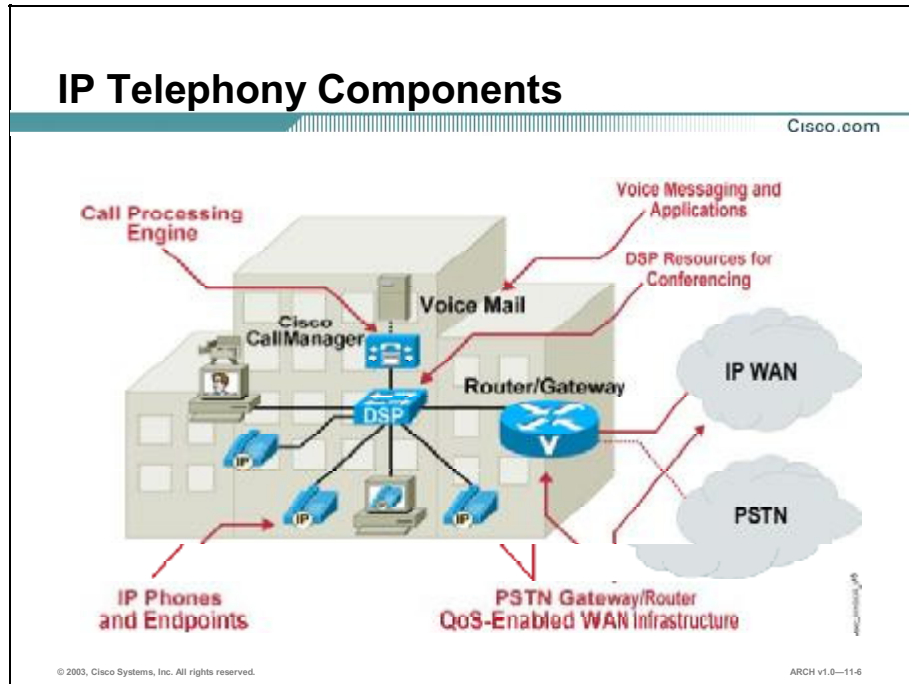 IP Telephony Components
Cisco.com
Call Processing
Engine
Voice Messaging and
Applications
DSP Resources for
Conferencing
Voice Mail
Cisco
CallManager
Router/Gateway
IP WAN
DSP
V
IP
IP
IP
PSTN
IP Phones
and Endpoints
PSTN Gateway/Router
QoS-Enabled WAN Infrastructure
© 2003, Cisco Systems, Inc. All rights reserved.
ARCH v1.0—11-6